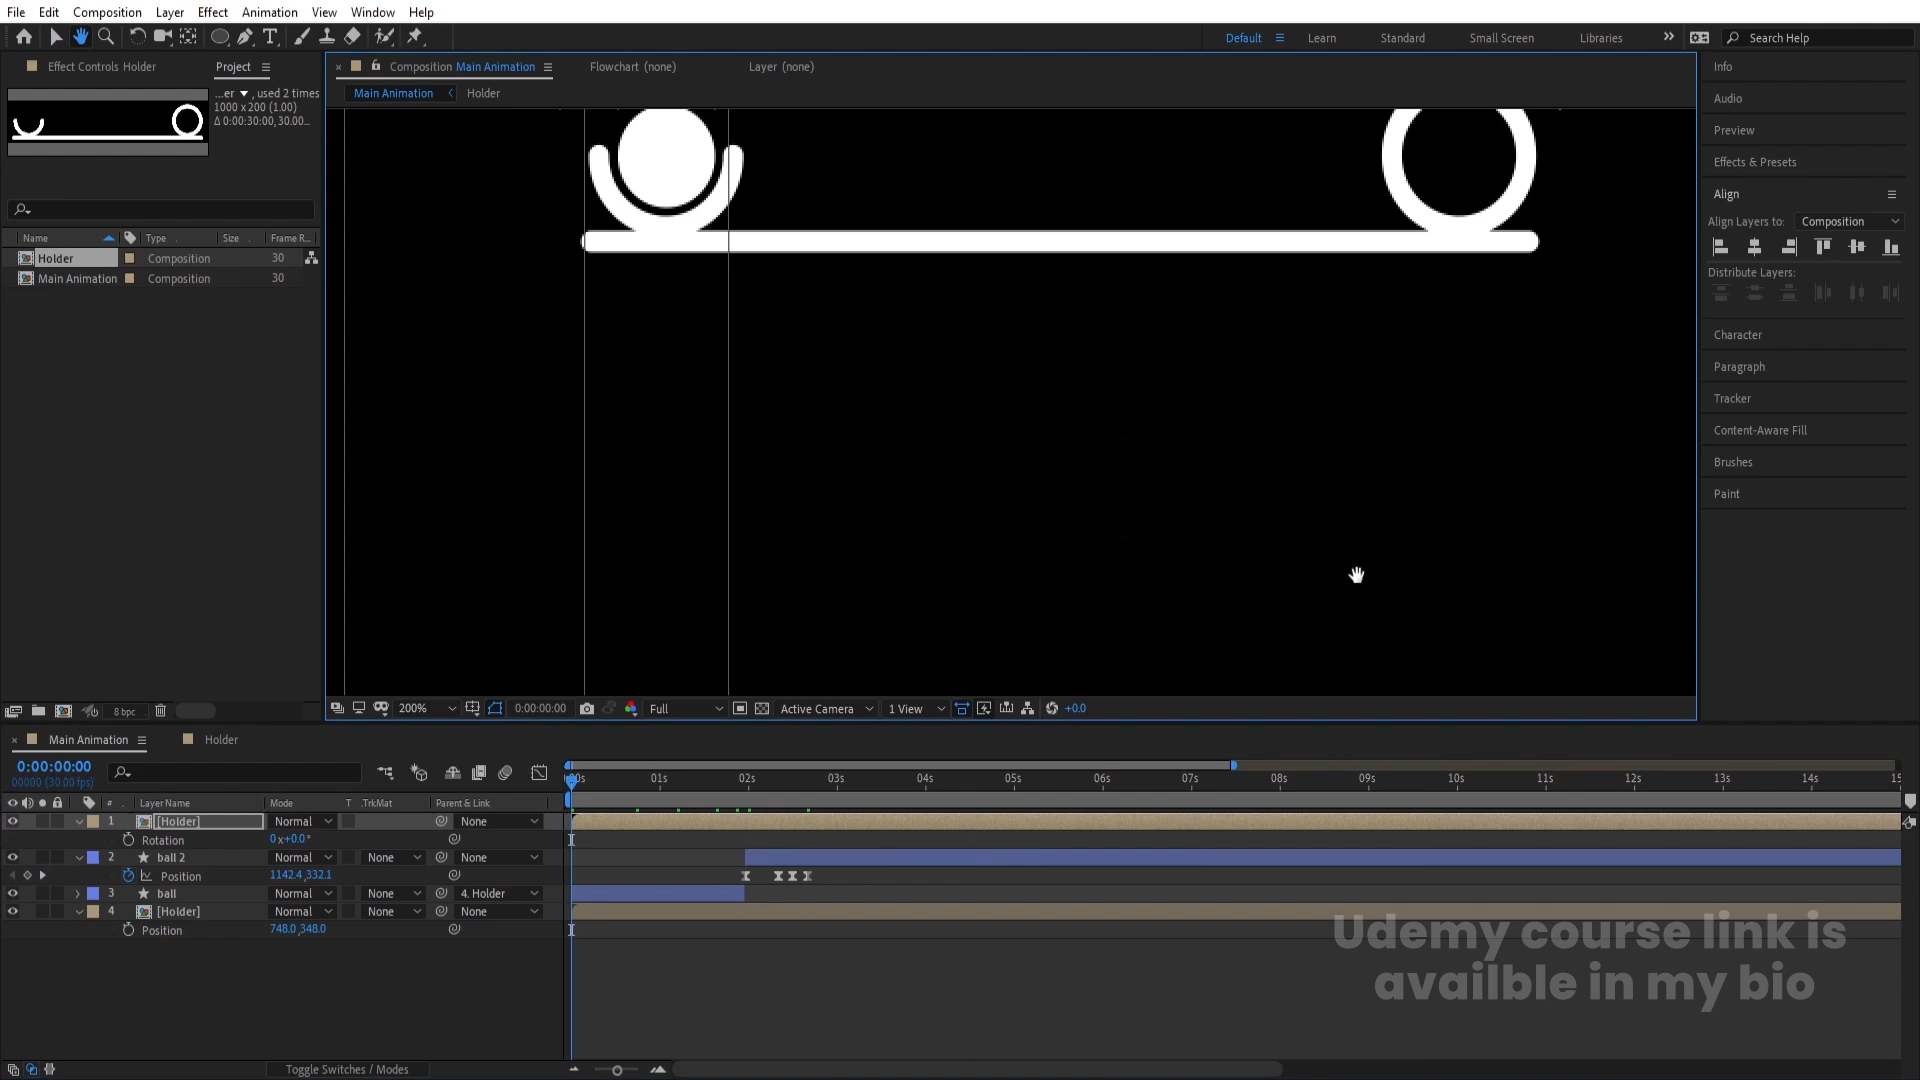 File Edit Composition Layer Effect Animation View Window Help
Default Learn Standard Small Screen Libraries Search Help
Effect Controls Holder Project
Composition Main Animation Flowchart (none) Layer (none)
Main Animation Holder
...er , used 2 times
1000 x 200 (1.00)
Δ 0:00:30:00, 30.00...
Name Type Size Frame R...
Holder Composition 30
Main Animation Composition 30
Info
Audio
Preview
Effects & Presets
Align
Align Layers to: Composition
Distribute Layers:
Character
Paragraph
Tracker
Content-Aware Fill
Brushes
Paint
8 bpc
200% 0:00:00:00 Full Active Camera 1 View +0.0
Main Animation Holder
0:00:00:00
00000 (30.00 fps)
00s 01s 02s 03s 04s 05s 06s 07s 08s 09s 10s 11s 12s 13s 14s 15
# Layer Name Mode T .TrkMat Parent & Link
1 [Holder] Normal None
Rotation 0x+0.0°
2 ball 2 Normal None None
Position 1142.4,332.1
3 ball Normal None 4. Holder
4 [Holder] Normal None None
Position 748.0,348.0
Udemy course link is
availble in my bio
Toggle Switches / Modes